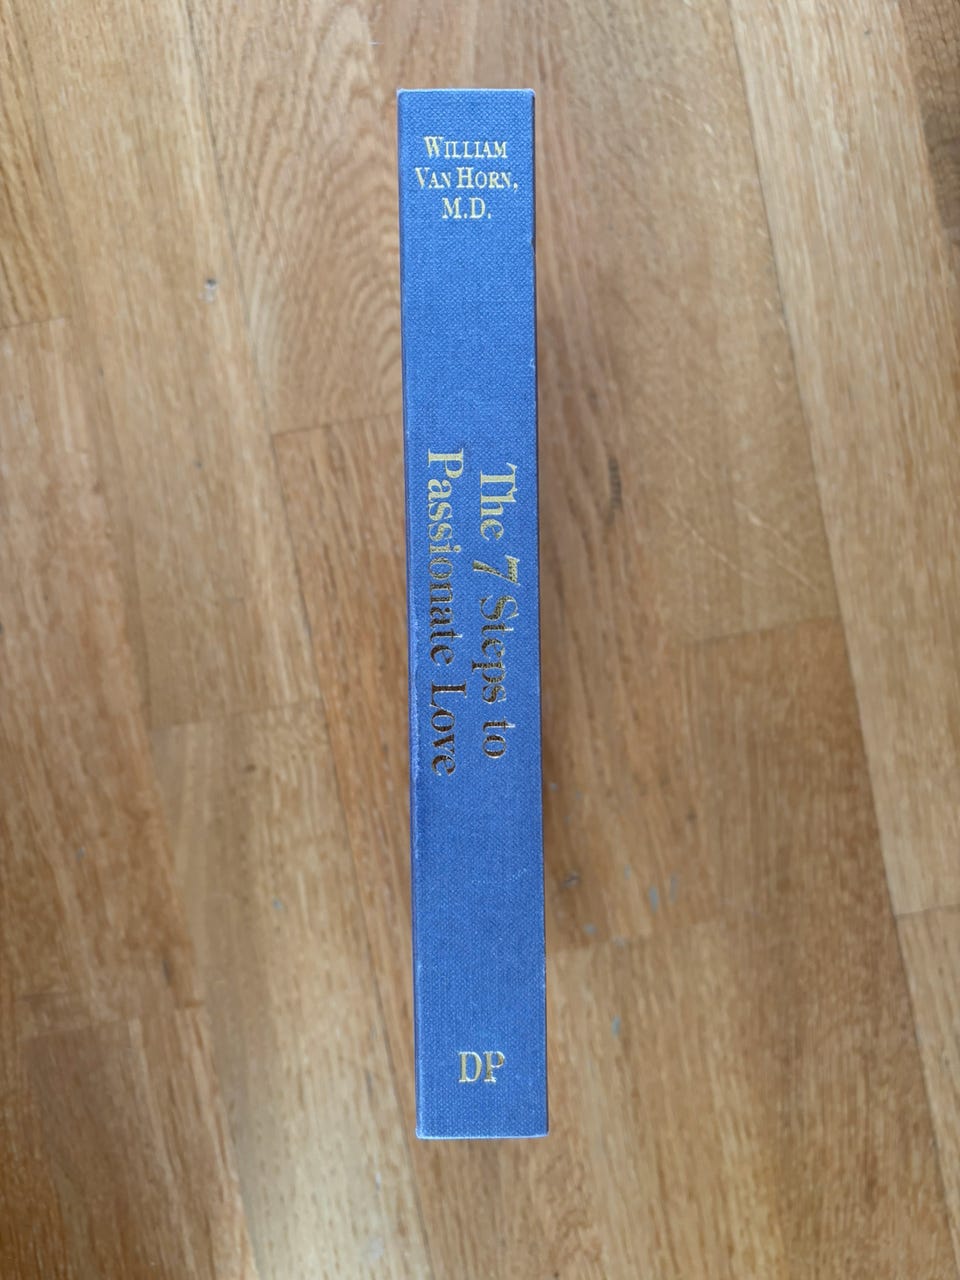 WILLIAM
VAN HORN,
M.D.
The 7 Steps to
Passionate Love
DP